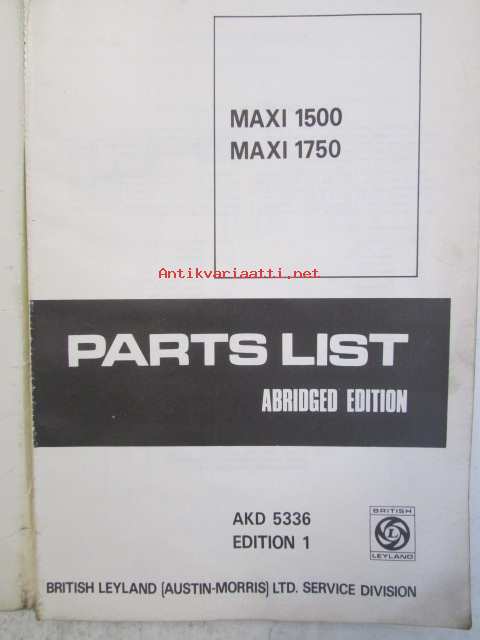 MAXI 1500
MAXI 1750
Antikvariaatti.net
PARTS LIST
ABRIDGED EDITION
AKD 5336
EDITION 1
BRITISH
L
LEYLAND
BRITISH LEYLAND (AUSTIN-MORRIS) LTD. SERVICE DIVISION